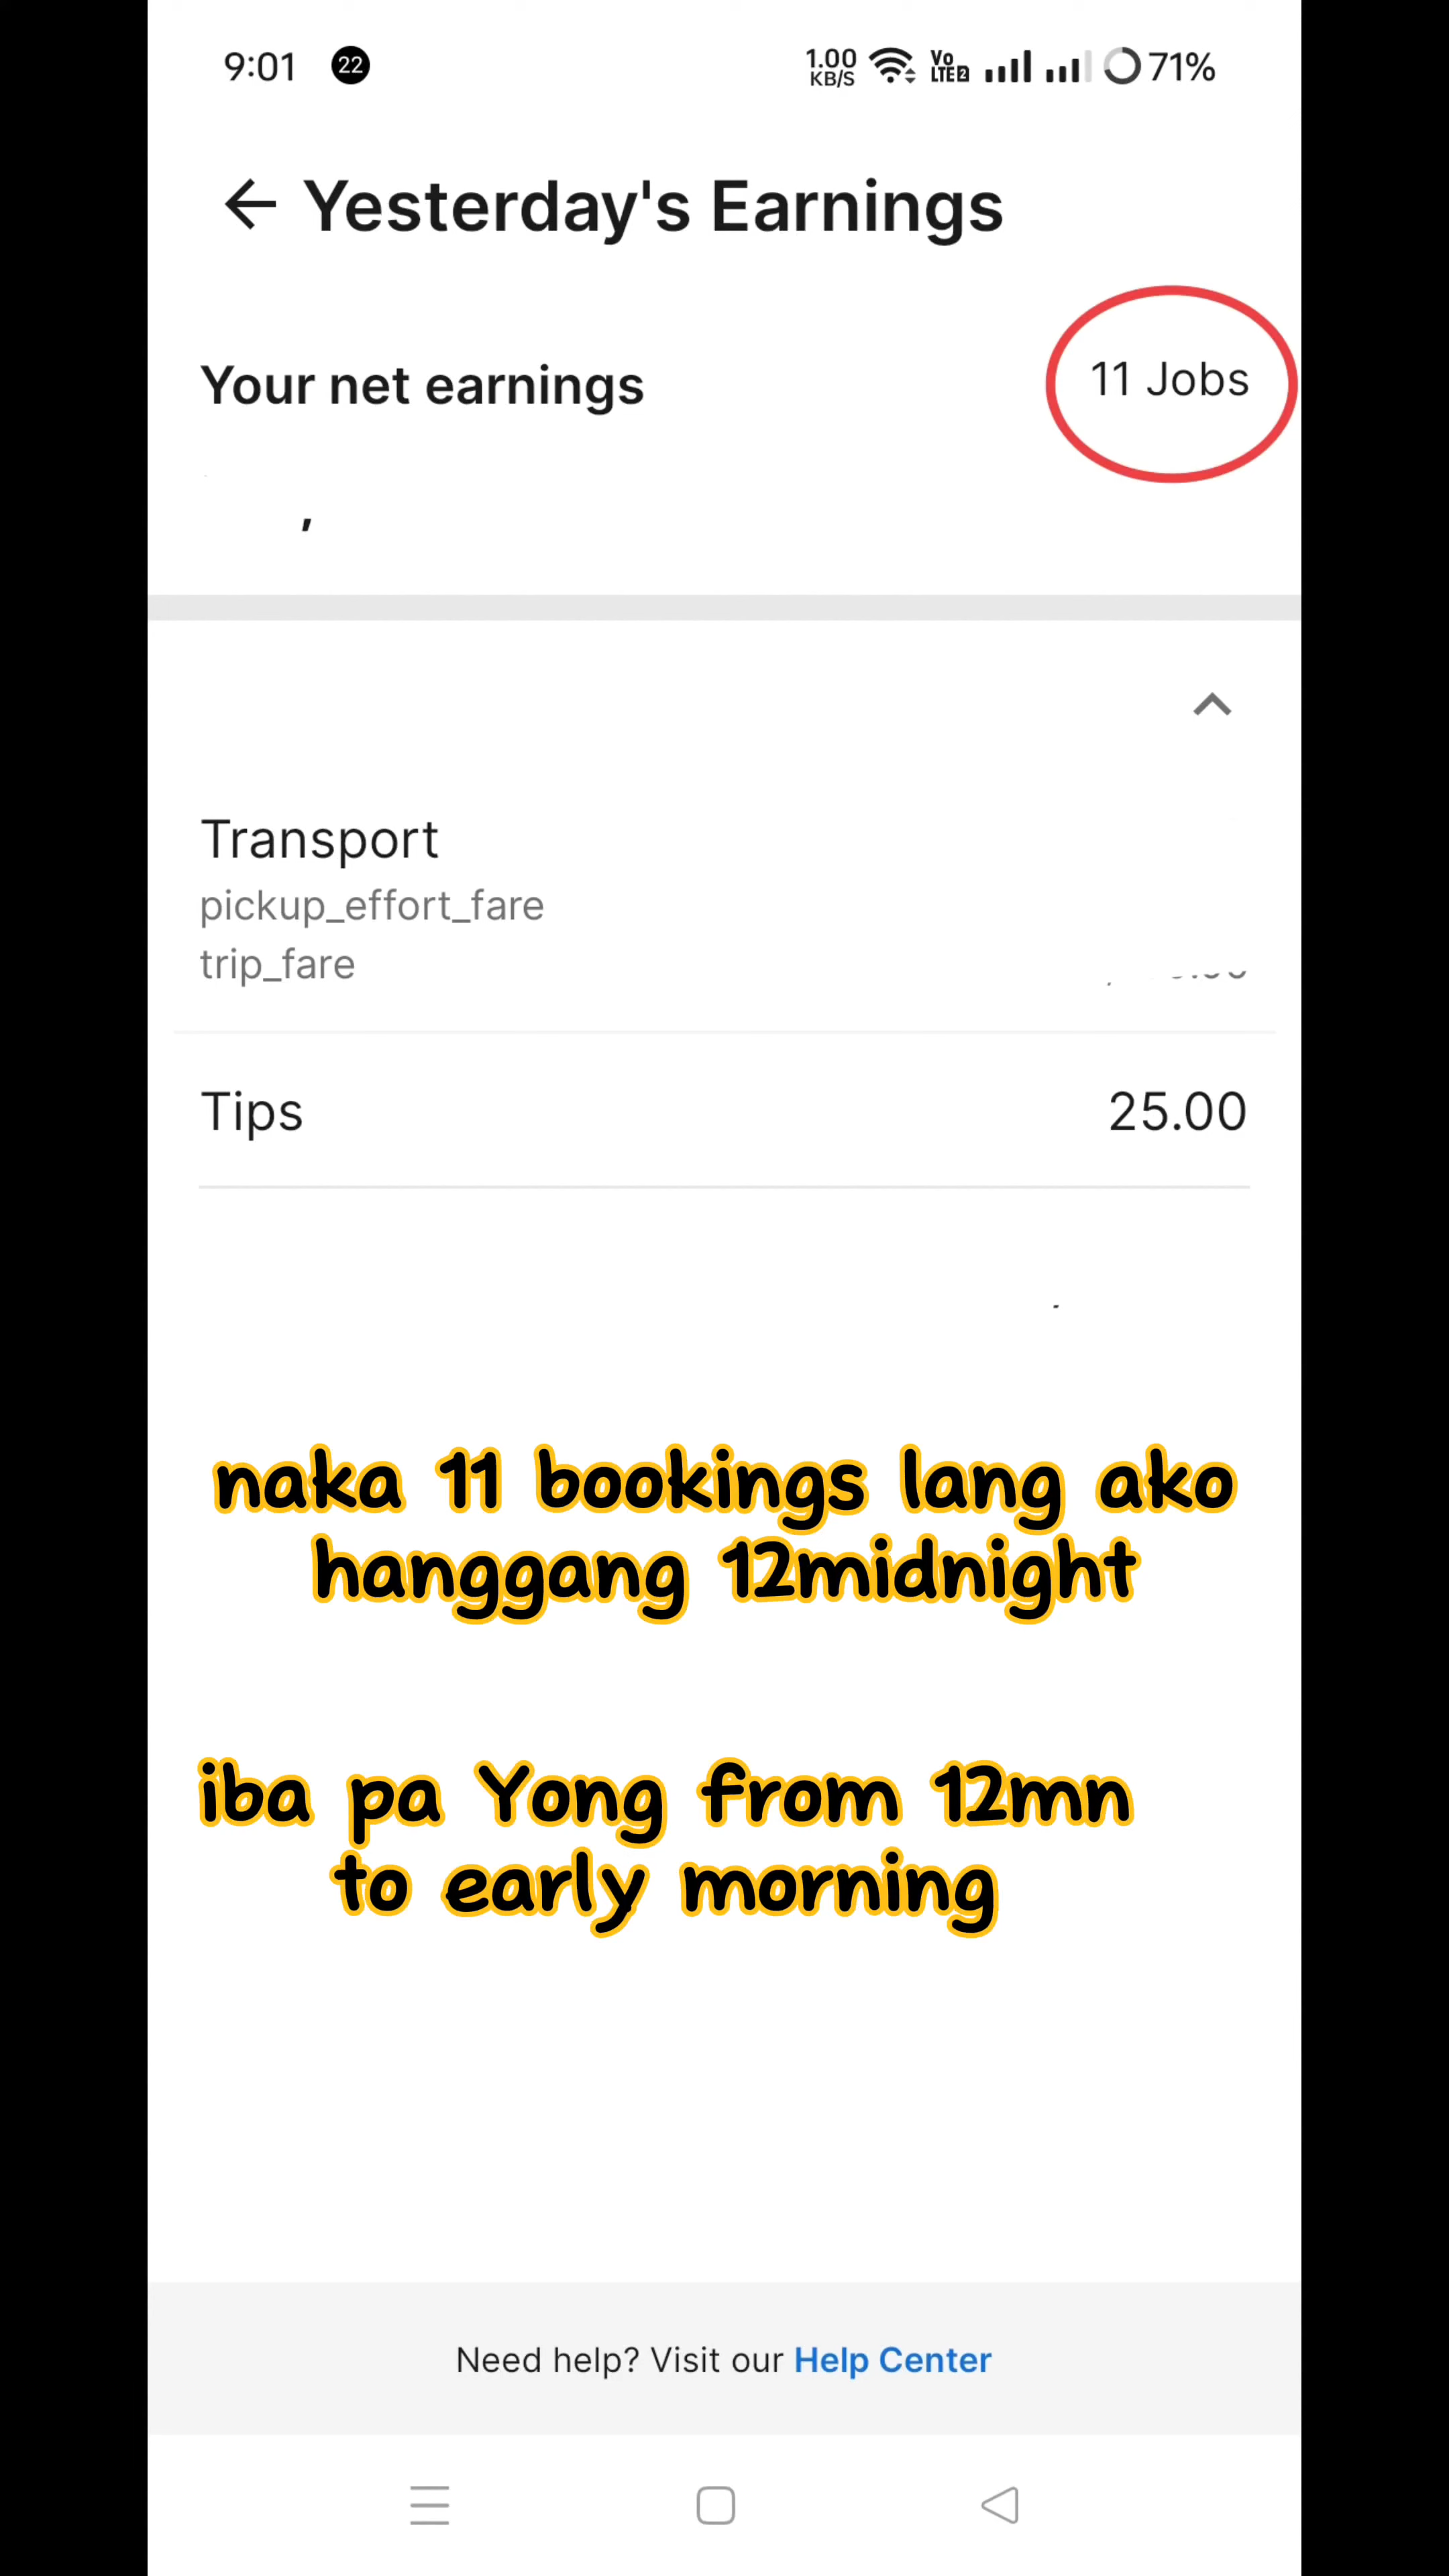 9:01 22 1.00 KB/S Vo LTE2 71%
Yesterday's Earnings
Your net earnings 11 Jobs
Transport
pickup_effort_fare
trip_fare
Tips 25.00
naka 11 bookings lang ako
hanggang 12midnight
iba pa Yong from 12mn
to early morning
Need help? Visit our Help Center